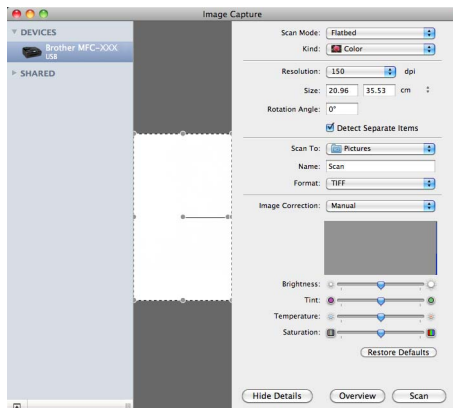 Image Capture
DEVICES
Brother MFC-XXX
USB
SHARED
Scan Mode: Flatbed
Kind: Color
Resolution: 150 dpi
Size: 20.96 35.53 cm
Rotation Angle: 0°
Detect Separate Items
Scan To: Pictures
Name: Scan
Format: TIFF
Image Correction: Manual
Brightness:
Tint:
Temperature:
Saturation:
Restore Defaults
Hide Details Overview Scan